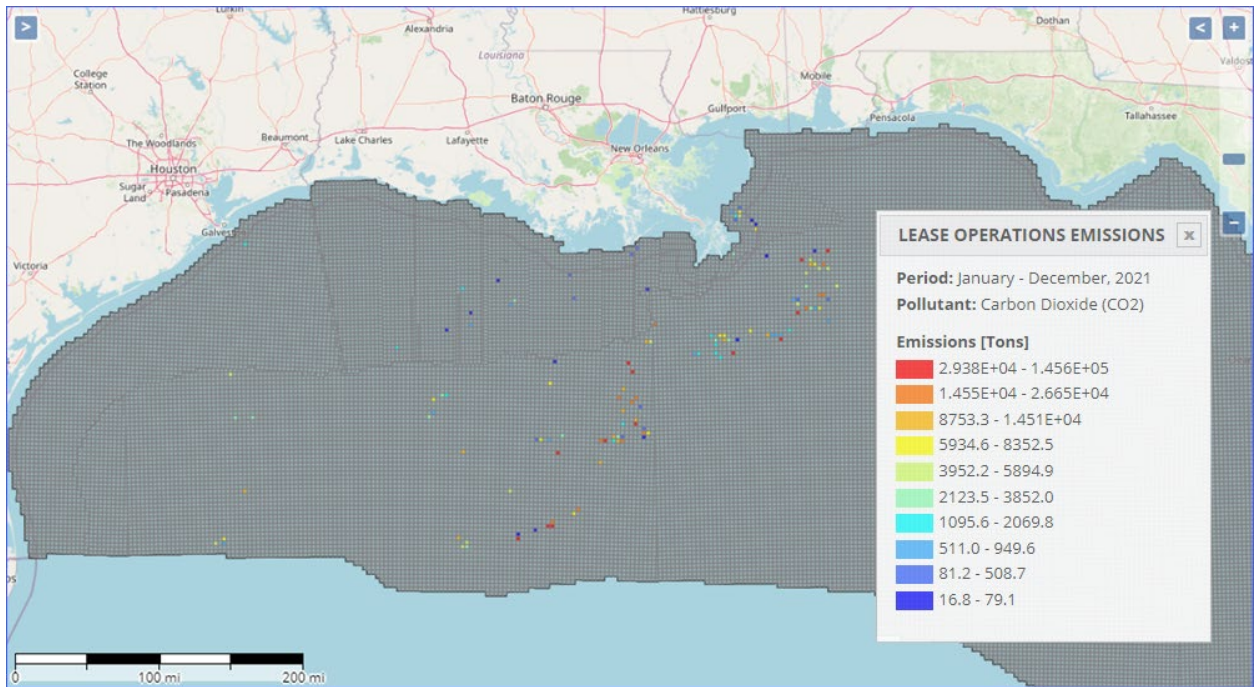 Lufkin
Hattiesburg
Dothan
>
<
+
Alexandria
Louisiana
Valdost
College
Station
Mobile
Baton Rouge
Gulfport
Pensacola
Tallahassee
The Woodlands
Beaumont
Lake Charles
Lafayette
New Orleans
Houston
Sugar
Land
Pasadena
−
Galves
LEASE OPERATIONS EMISSIONS
x
Victoria
Period: January - December, 2021
Pollutant: Carbon Dioxide (CO2)
Emissions [Tons]
2.938E+04 - 1.456E+05
1.455E+04 - 2.665E+04
8753.3 - 1.451E+04
5934.6 - 8352.5
3952.2 - 5894.9
2123.5 - 3852.0
1095.6 - 2069.8
511.0 - 949.6
81.2 - 508.7
16.8 - 79.1
os
0
100 mi
200 mi